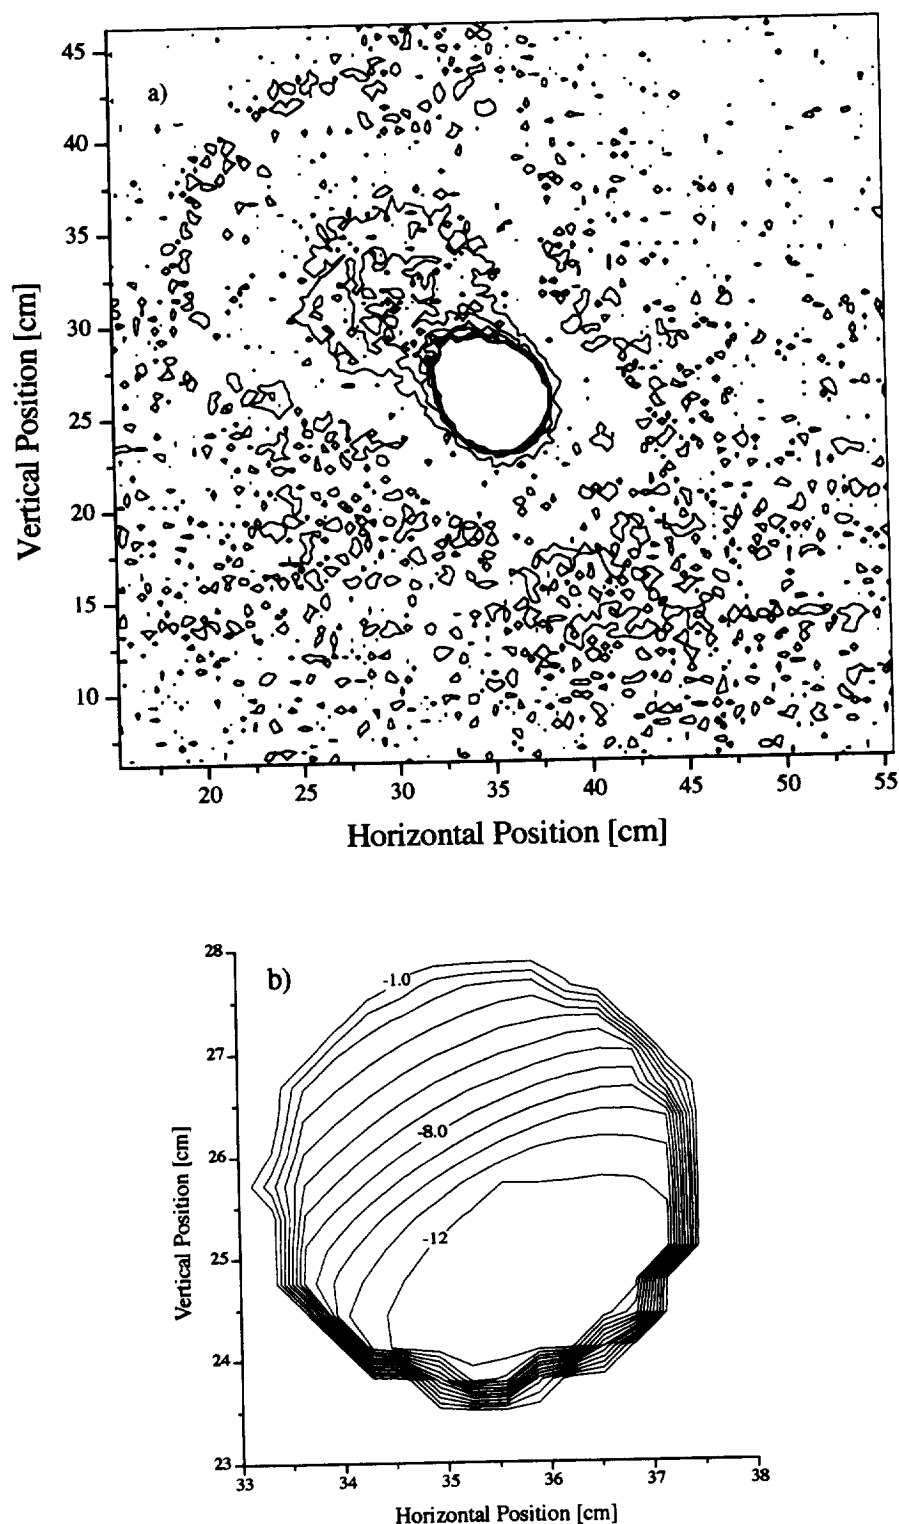 a)
45
40
35
30
25
20
15
10
Vertical Position [cm]
20 25 30 35 40 45 50 55
Horizontal Position [cm]
b)
28
27
26
25
24
23
Vertical Position [cm]
-1.0
-8.0
-12
33 34 35 36 37 38
Horizontal Position [cm]